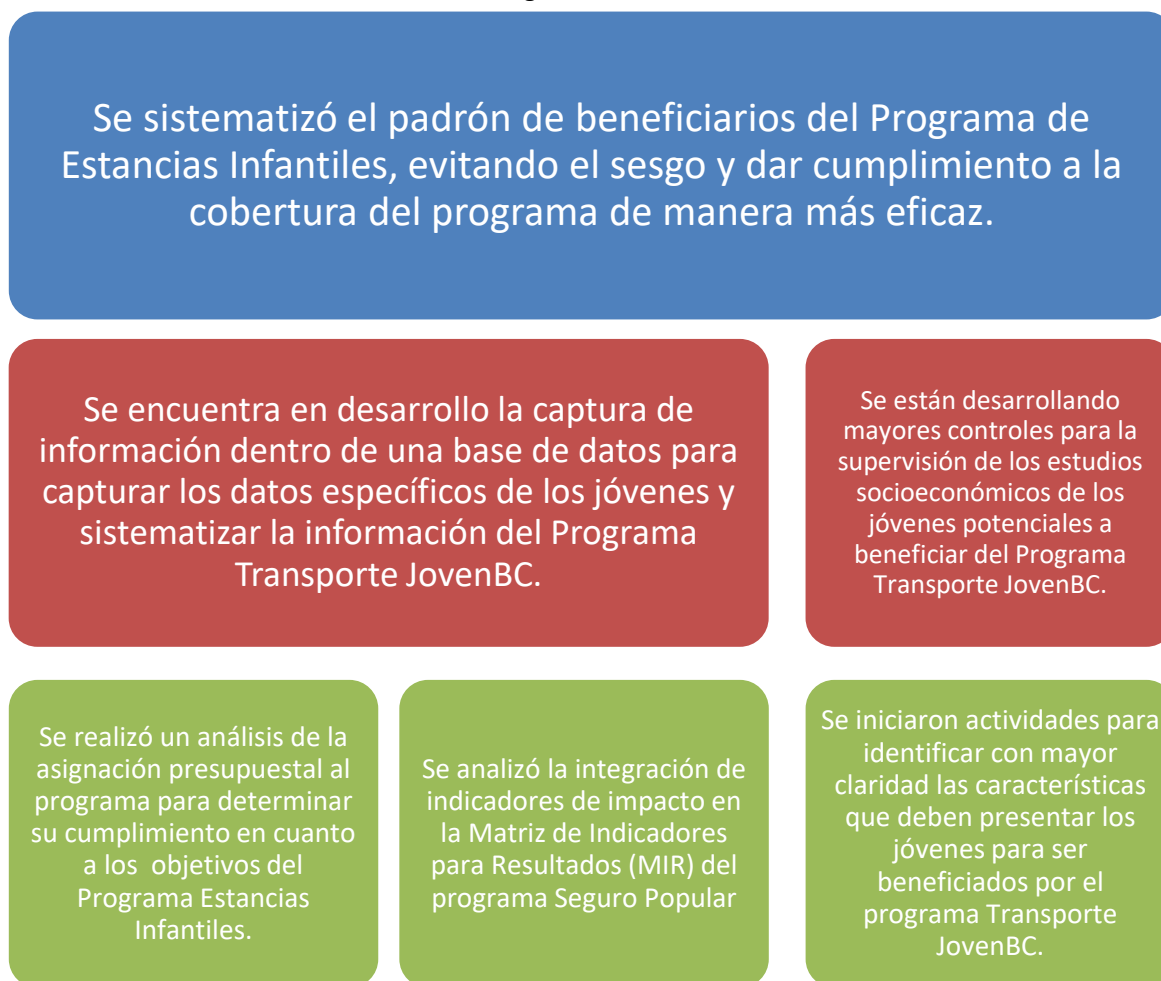 Se sistematizó el padrón de beneficiarios del Programa de
Estancias Infantiles, evitando el sesgo y dar cumplimiento a la
cobertura del programa de manera más eficaz.
Se encuentra en desarrollo la captura de
información dentro de una base de datos para
capturar los datos específicos de los jóvenes y
sistematizar la información del Programa
Transporte JovenBC.
Se están desarrollando
mayores controles para la
supervisión de los estudios
socioeconómicos de los
jóvenes potenciales a
beneficiar del Programa
Transporte JovenBC.
Se realizó un análisis de la
asignación presupuestal al
programa para determinar
su cumplimiento en cuanto
a los objetivos del
Programa Estancias
Infantiles.
Se analizó la integración de
indicadores de impacto en
la Matriz de Indicadores
para Resultados (MIR) del
programa Seguro Popular
Se iniciaron actividades para
identificar con mayor
claridad las características
que deben presentar los
jóvenes para ser
beneficiados por el
programa Transporte
JovenBC.